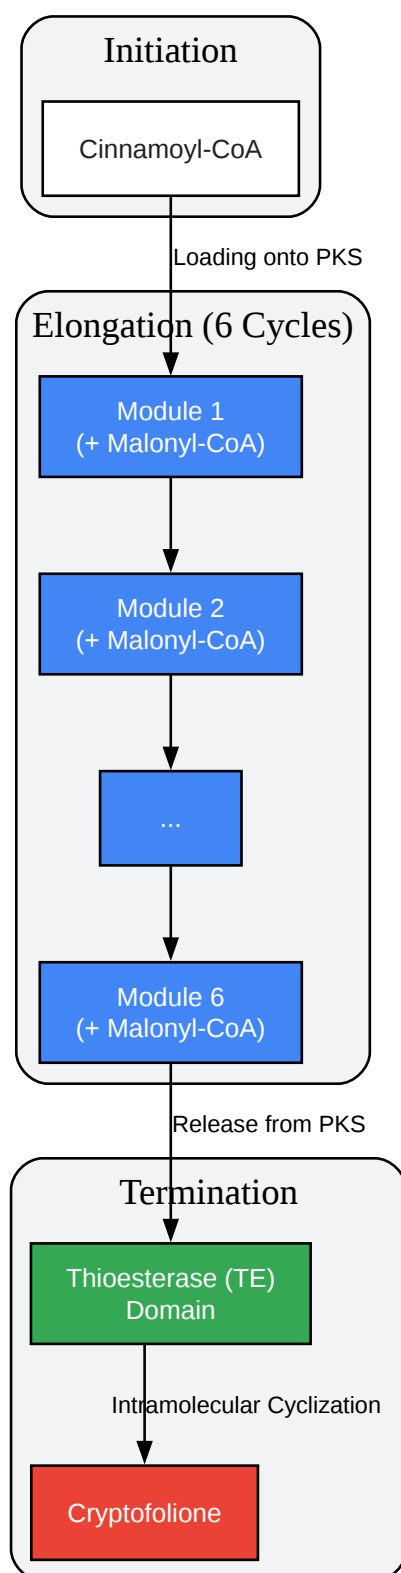 Initiation
Cinnamoyl-CoA
Loading onto PKS
Elongation (6 Cycles)
Module 1
(+ Malonyl-CoA)
Module 2
(+ Malonyl-CoA)
...
Module 6
(+ Malonyl-CoA)
Release from PKS
Termination
Thioesterase (TE)
Domain
Intramolecular Cyclization
Cryptofolione